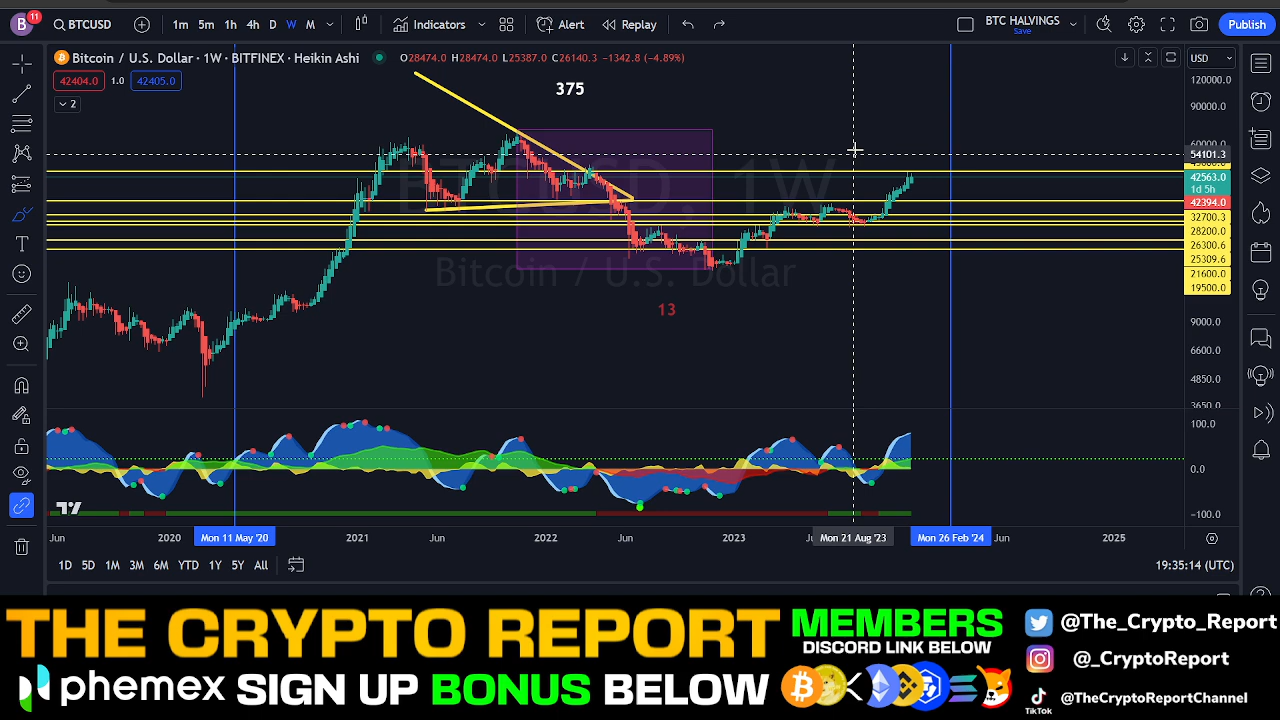 B 11 BTCUSD 1m 5m 1h 4h D W M Indicators Alert Replay BTC HALVINGS Save Publish
Bitcoin / U.S. Dollar · 1W · BITFINEX · Heikin Ashi O28474.0 H28474.0 L25387.0 C26140.3 −1342.8 (−4.89%) USD
42404.0 1.0 42405.0
2
375
13
BTCUSD, 1W
Bitcoin / U.S. Dollar
120000.0
90000.0
54101.3
42563.0
1d 5h
42394.0
32700.3
28200.0
26300.6
25309.6
21600.0
19500.0
9000.0
6600.0
4850.0
3650.0
100.0
0.0
−100.0
Jun 2020 Mon 11 May '20 2021 Jun 2022 Jun 2023 Mon 21 Aug '23 Mon 26 Feb '24 Jun 2025
1D 5D 1M 3M 6M YTD 1Y 5Y All 19:35:14 (UTC)
THE CRYPTO REPORT
MEMBERS
DISCORD LINK BELOW
@The_Crypto_Report
@_CryptoReport
phemex SIGN UP BONUS BELOW
TikTok @TheCryptoReportChannel